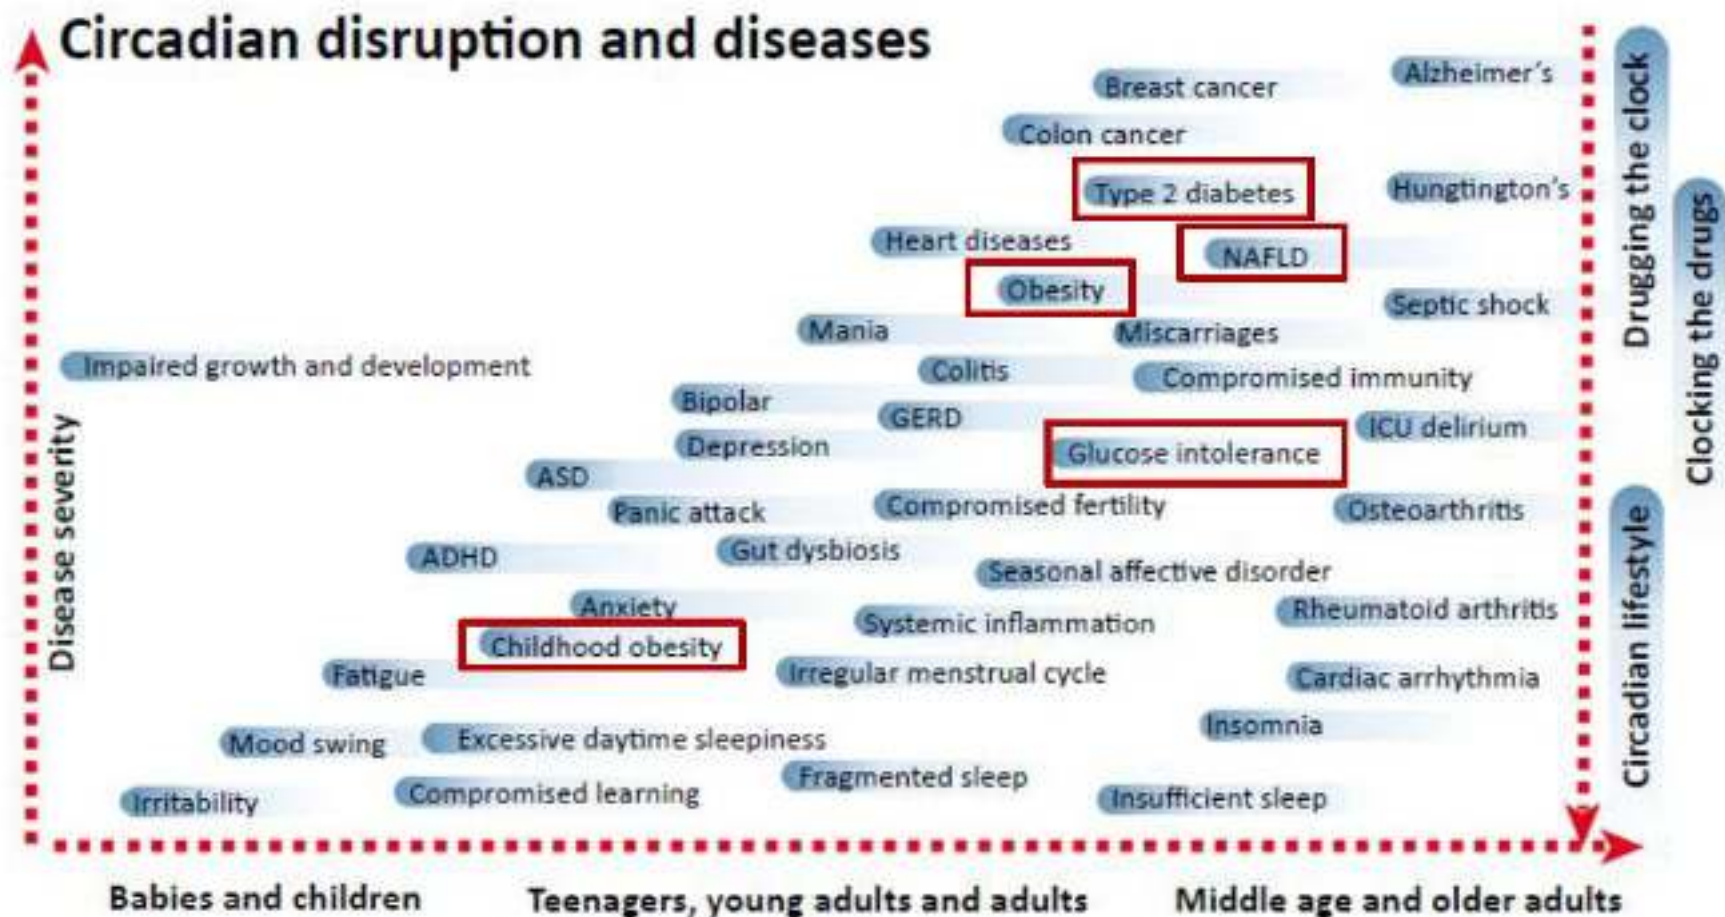 Circadian disruption and diseases
Breast cancer
Alzheimer's
Colon cancer
Type 2 diabetes
Hungtington's
Heart diseases
NAFLD
Obesity
Septic shock
Mania
Miscarriages
Impaired growth and development
Colitis
Compromised immunity
Bipolar
GERD
ICU delirium
Depression
Glucose intolerance
ASD
Panic attack
Compromised fertility
Osteoarthritis
ADHD
Gut dysbiosis
Seasonal affective disorder
Anxiety
Systemic inflammation
Rheumatoid arthritis
Childhood obesity
Fatigue
Irregular menstrual cycle
Cardiac arrhythmia
Mood swing
Excessive daytime sleepiness
Insomnia
Irritability
Compromised learning
Fragmented sleep
Insufficient sleep
Disease severity
Drugging the clock
Clocking the drugs
Circadian lifestyle
Babies and children
Teenagers, young adults and adults
Middle age and older adults